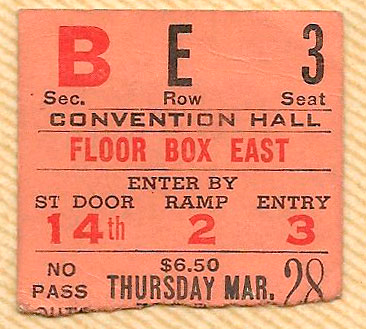 B E 3
Sec. Row Seat
CONVENTION HALL
FLOOR BOX EAST
ENTER BY
ST DOOR RAMP ENTRY
14th 2 3
NO $6.50
PASS THURSDAY MAR. 28